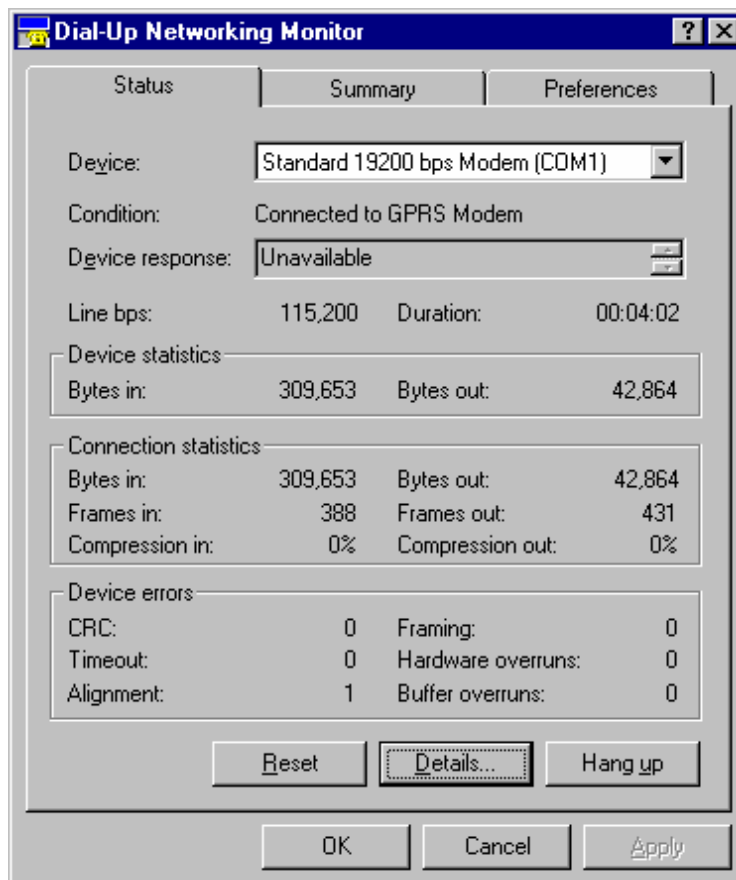 Dial-Up Networking Monitor
Status Summary Preferences
Device: Standard 19200 bps Modem (COM1)
Condition: Connected to GPRS Modem
Device response: Unavailable
Line bps: 115,200 Duration: 00:04:02
Device statistics
Bytes in: 309,653 Bytes out: 42,864
Connection statistics
Bytes in: 309,653 Bytes out: 42,864
Frames in: 388 Frames out: 431
Compression in: 0% Compression out: 0%
Device errors
CRC: 0 Framing: 0
Timeout: 0 Hardware overruns: 0
Alignment: 1 Buffer overruns: 0
Reset Details... Hang up
OK Cancel Apply